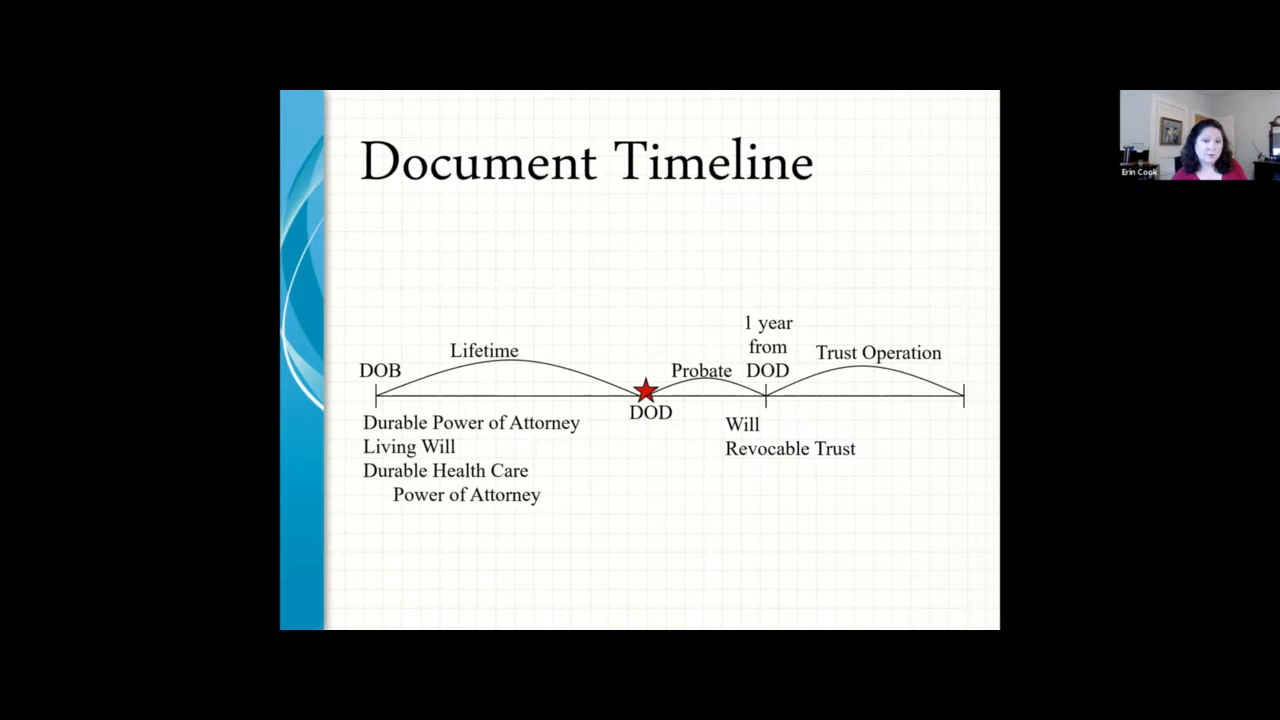 Document Timeline
1 year
from
DOD
Lifetime
Trust Operation
DOB
Probate
DOD
Durable Power of Attorney
Living Will
Durable Health Care
Power of Attorney
Will
Revocable Trust
Erin Cook